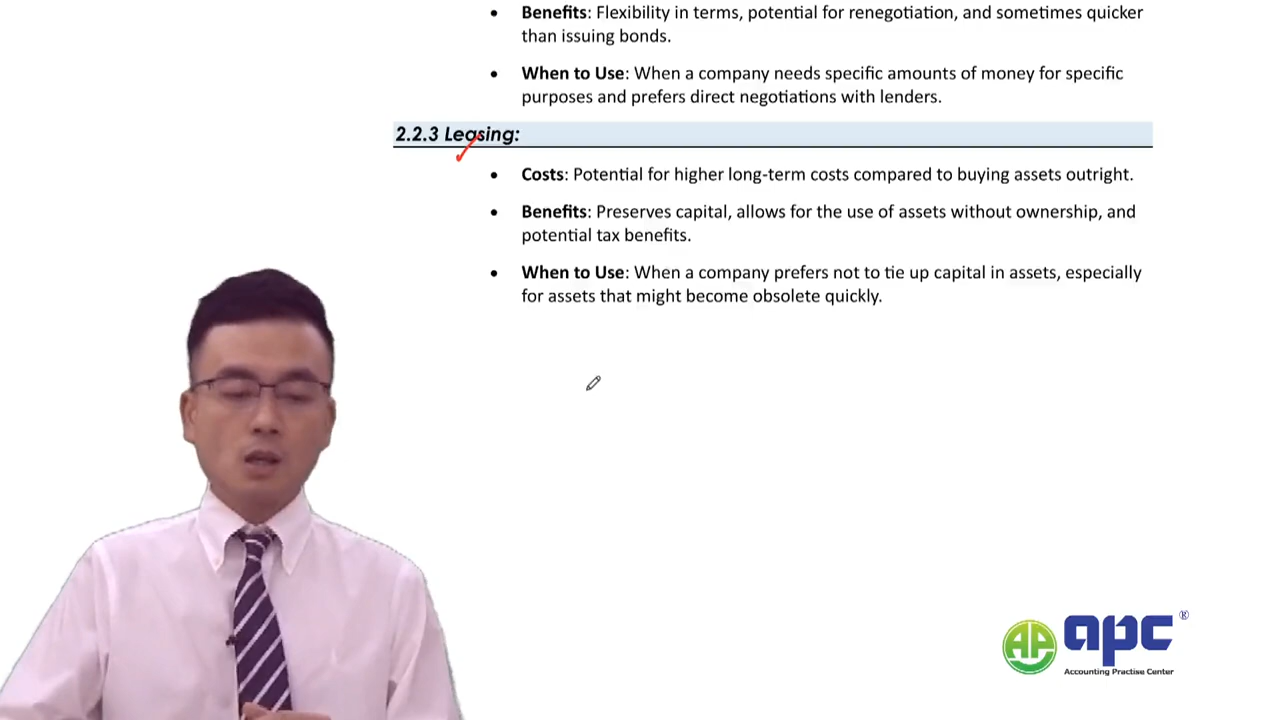 • Benefits: Flexibility in terms, potential for renegotiation, and sometimes quicker
than issuing bonds.
• When to Use: When a company needs specific amounts of money for specific
purposes and prefers direct negotiations with lenders.
2.2.3 Leasing:
• Costs: Potential for higher long-term costs compared to buying assets outright.
• Benefits: Preserves capital, allows for the use of assets without ownership, and
potential tax benefits.
• When to Use: When a company prefers not to tie up capital in assets, especially
for assets that might become obsolete quickly.
AP apc ®
Accounting Practise Center